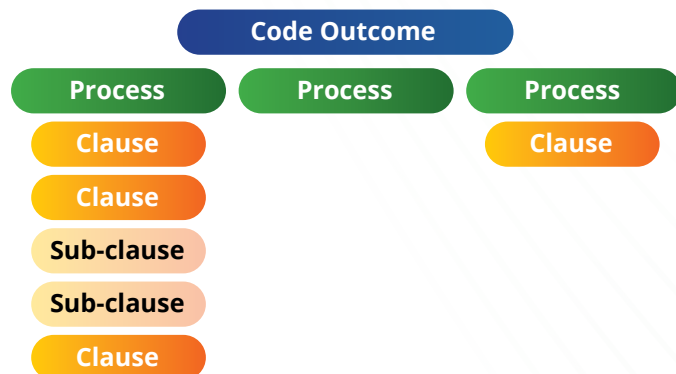 Code Outcome
Process Process Process
Clause Clause
Clause
Sub-clause
Sub-clause
Clause